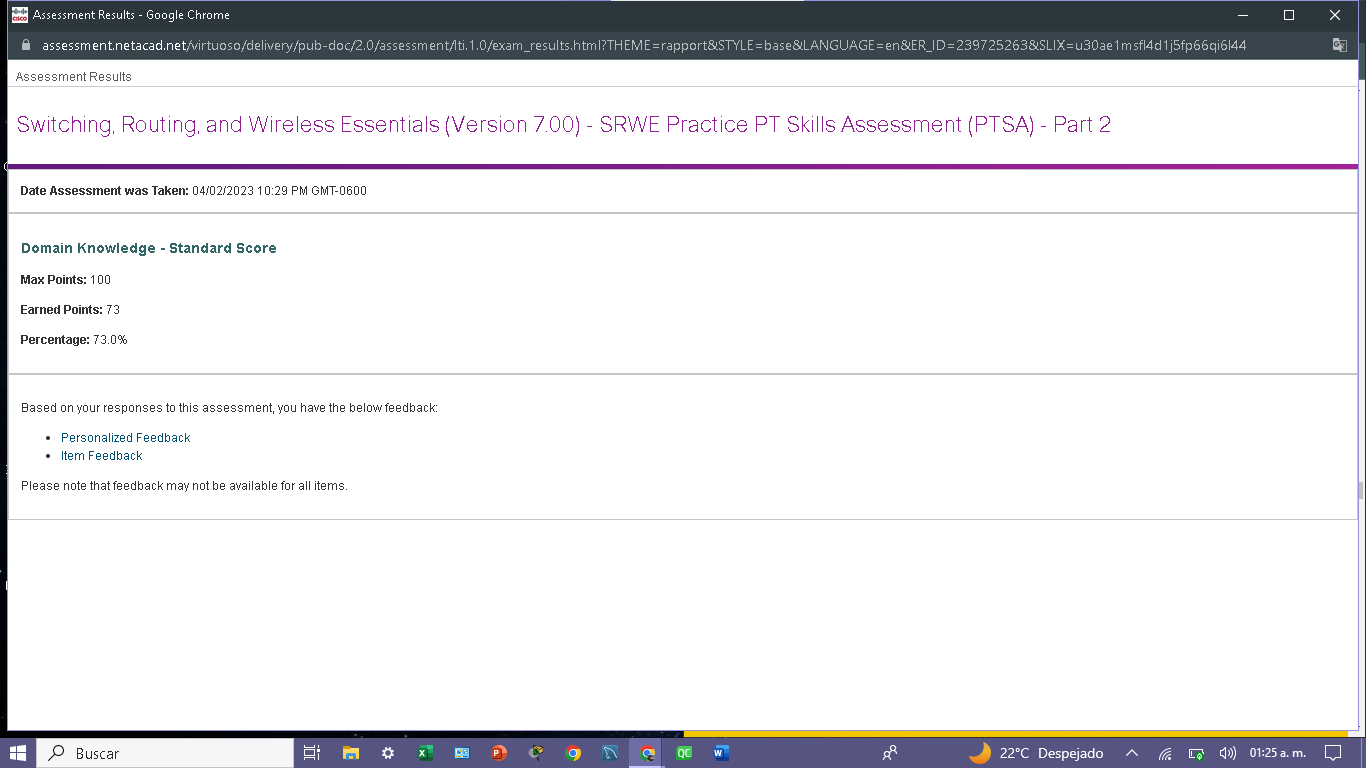 Assessment Results - Google Chrome
assessment.netacad.net/virtuoso/delivery/pub-doc/2.0/assessment/lti.1.0/exam_results.html?THEME=rapport&STYLE=base&LANGUAGE=en&ER_ID=239725263&SLIX=u30ae1msfl4d1j5fp66qi6l44
Assessment Results
Switching, Routing, and Wireless Essentials (Version 7.00) - SRWE Practice PT Skills Assessment (PTSA) - Part 2
Date Assessment was Taken: 04/02/2023 10:29 PM GMT-0600
Domain Knowledge - Standard Score
Max Points: 100
Earned Points: 73
Percentage: 73.0%
Based on your responses to this assessment, you have the below feedback:
• Personalized Feedback
• Item Feedback
Please note that feedback may not be available for all items.
Buscar
22°C Despejado
01:25 a. m.